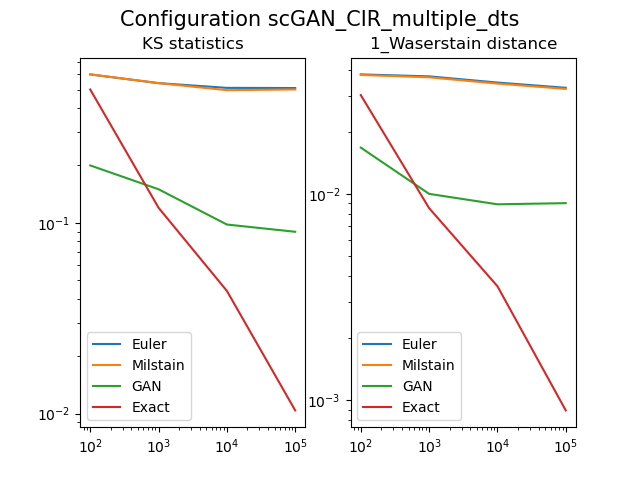 Configuration scGAN_CIR_multiple_dts
KS statistics
10⁻¹
10⁻²
Euler
Milstain
GAN
Exact
10² 10³ 10⁴ 10⁵
1_Waserstain distance
10⁻²
10⁻³
Euler
Milstain
GAN
Exact
10² 10³ 10⁴ 10⁵